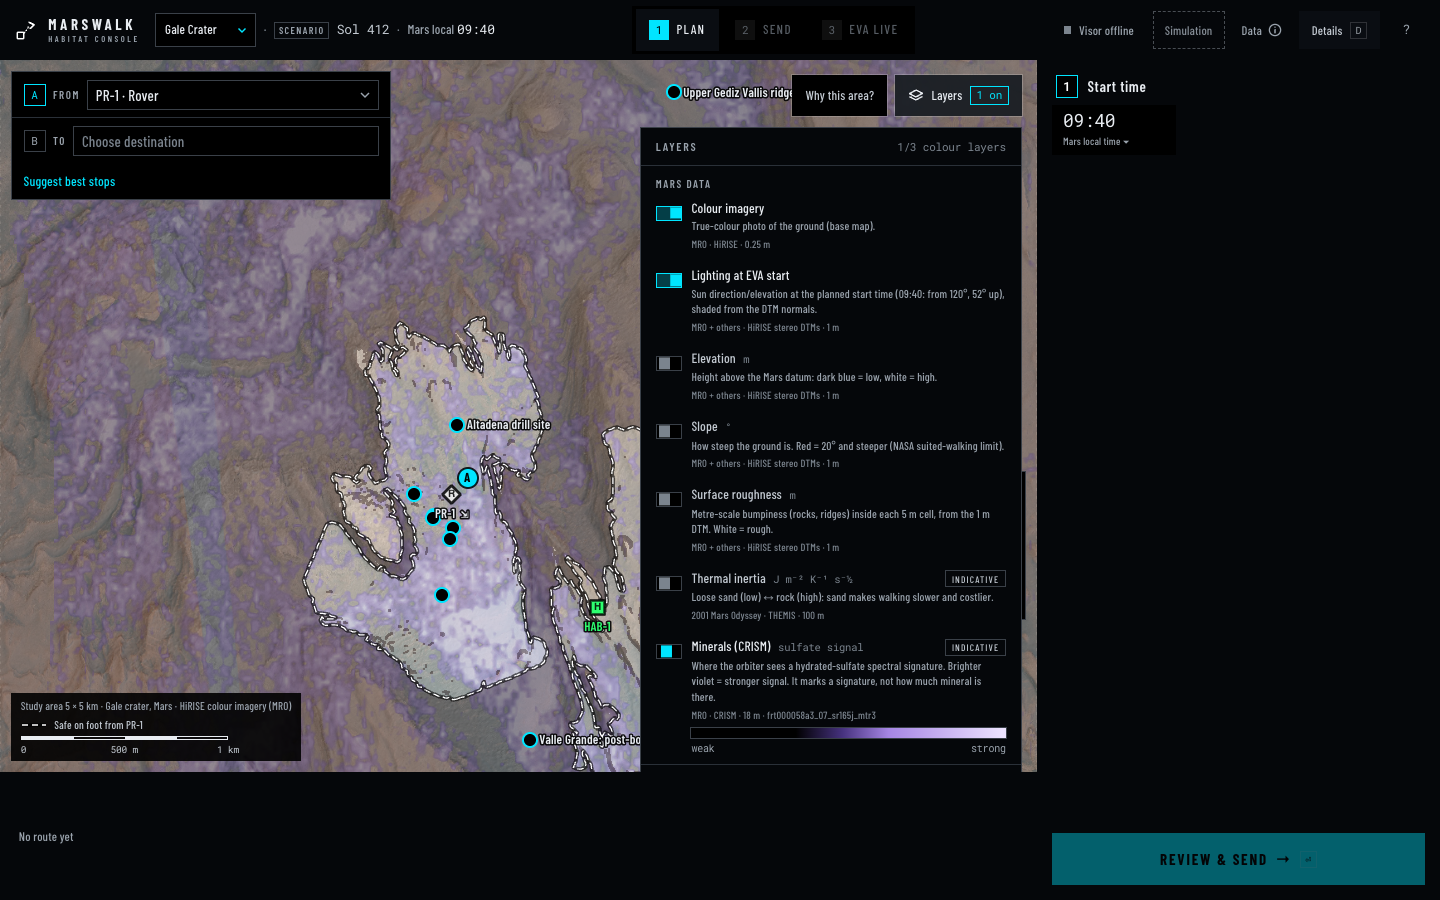 MARSWALK
HABITAT CONSOLE
Gale Crater
· SCENARIO Sol 412 · Mars local 09:40
1 PLAN
2 SEND
3 EVA LIVE
Visor offline
Simulation
Data
Details D
?
A FROM PR-1 · Rover
B TO Choose destination
Suggest best stops
Upper Gediz Vallis ridge
Why this area?
Layers 1 on
1 Start time
09:40
Mars local time
LAYERS
1/3 colour layers
MARS DATA
Colour imagery
True-colour photo of the ground (base map).
MRO · HiRISE · 0.25 m
Lighting at EVA start
Sun direction/elevation at the planned start time (09:40: from 120°, 52° up),
shaded from the DTM normals.
MRO + others · HiRISE stereo DTMs · 1 m
Elevation m
Height above the Mars datum: dark blue = low, white = high.
MRO + others · HiRISE stereo DTMs · 1 m
Slope °
How steep the ground is. Red = 20° and steeper (NASA suited-walking limit).
MRO + others · HiRISE stereo DTMs · 1 m
Surface roughness m
Metre-scale bumpiness (rocks, ridges) inside each 5 m cell, from the 1 m
DTM. White = rough.
MRO + others · HiRISE stereo DTMs · 1 m
Thermal inertia J m⁻² K⁻¹ s⁻½ INDICATIVE
Loose sand (low) ↔ rock (high): sand makes walking slower and costlier.
2001 Mars Odyssey · THEMIS · 100 m
Minerals (CRISM) sulfate signal INDICATIVE
Where the orbiter sees a hydrated-sulfate spectral signature. Brighter
violet = stronger signal. It marks a signature, not how much mineral is
there.
MRO · CRISM · 18 m · frt000058a3_07_sr165j_mtr3
weak strong
Altadena drill site
A
PR-1
H
HAB-1
Valle Grande: post-bo
Study area 5 × 5 km · Gale crater, Mars · HiRISE colour imagery (MRO)
Safe on foot from PR-1
0 500 m 1 km
No route yet
REVIEW & SEND →